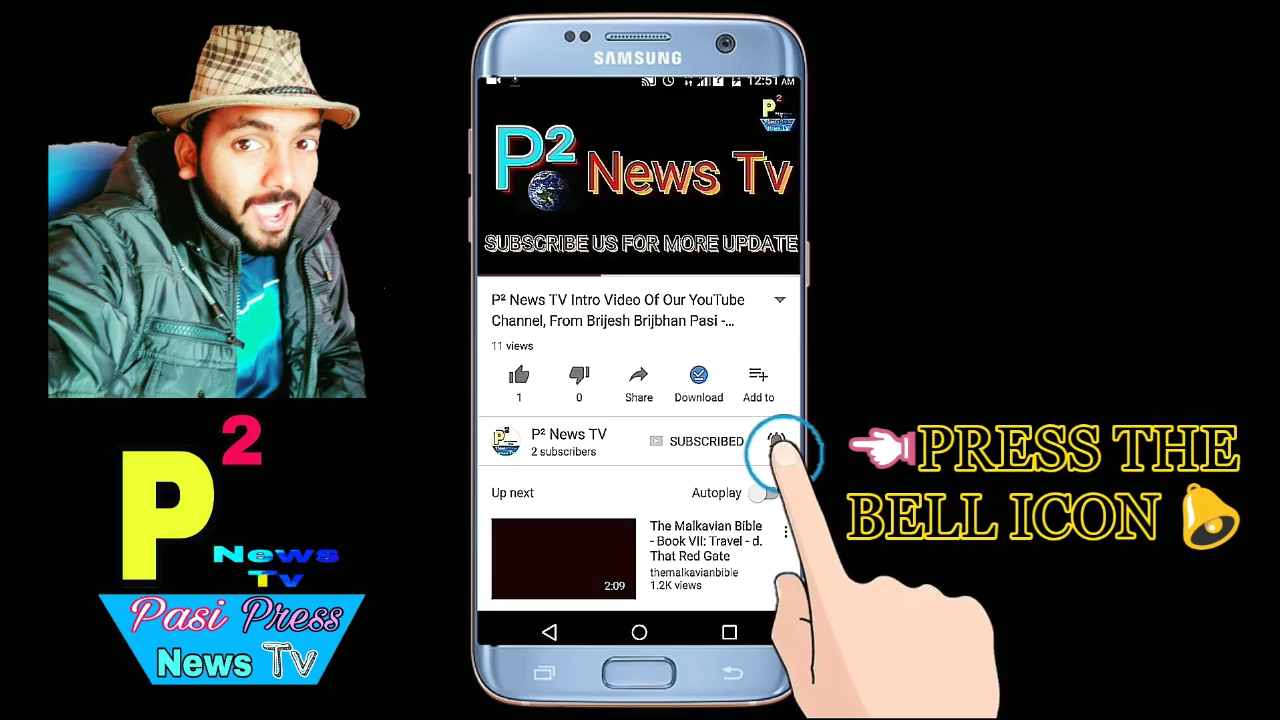 SAMSUNG
12:51 AM
P²
News Tv
SUBSCRIBE US FOR MORE UPDATE
P² News TV Intro Video Of Our YouTube
Channel, From Brijesh Brijbhan Pasi -...
11 views
1
0
Share
Download
Add to
P² News TV
SUBSCRIBED
2 subscribers
Up next
Autoplay
The Malkavian Bible
- Book VII: Travel - d.
That Red Gate
themalkavianbible
1.2K views
2:09
P²
News
Tv
Pasi Press
News Tv
PRESS THE
BELL ICON